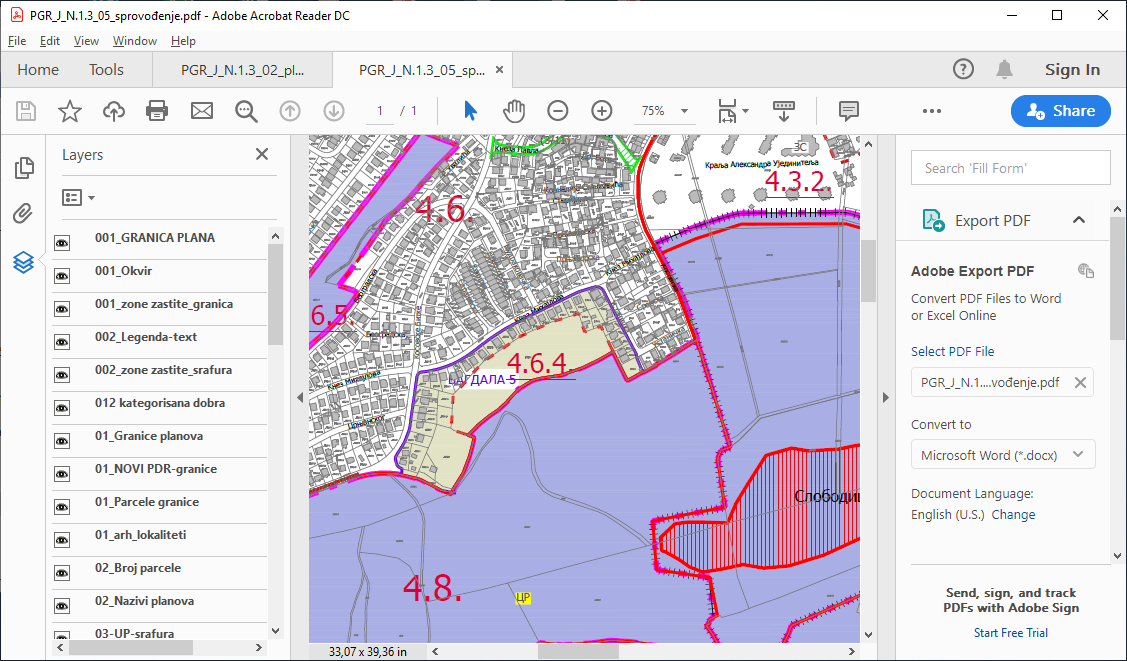 PGR_J_N.1.3_05_sprovođenje.pdf - Adobe Acrobat Reader DC
File Edit View Window Help
Home Tools PGR_J_N.1.3_02_pl... PGR_J_N.1.3_05_sp... Sign In
1 / 1 75% Share
Layers
001_GRANICA PLANA
001_Okvir
001_zone zastite_granica
002_Legenda-text
002_zone zastite_srafura
012 kategorisana dobra
01_Granice planova
01_NOVI PDR-granice
01_Parcele granice
01_arh_lokaliteti
02_Broj parcele
02_Nazivi planova
03-UP-srafura
Кнеза Павла
ЗС
Краља Александра Ујединитеља
4.3.2.
4.6.
6.5.
4.6.4.
БАГДАЛА 5
Слободи
4.8.
ЦР
33,07 x 39,36 in
Search 'Fill Form'
Export PDF
Adobe Export PDF
Convert PDF Files to Word
or Excel Online
Select PDF File
PGR_J_N.1....vođenje.pdf
Convert to
Microsoft Word (*.docx)
Document Language:
English (U.S.) Change
Send, sign, and track
PDFs with Adobe Sign
Start Free Trial